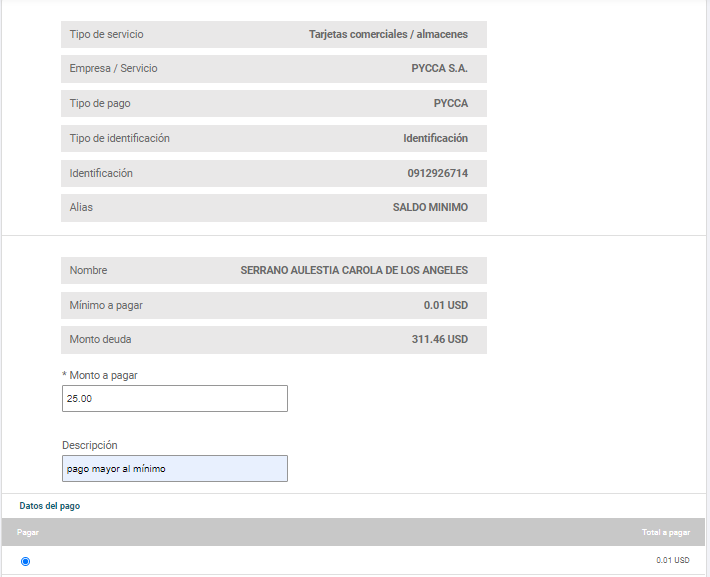 Tipo de servicio Tarjetas comerciales / almacenes
Empresa / Servicio PYCCA S.A.
Tipo de pago PYCCA
Tipo de identificación Identificación
Identificación 0912926714
Alias SALDO MINIMO
Nombre SERRANO AULESTIA CAROLA DE LOS ANGELES
Mínimo a pagar 0.01 USD
Monto deuda 311.46 USD
* Monto a pagar
25.00
Descripción
pago mayor al mínimo
Datos del pago
Pagar Total a pagar
0.01 USD